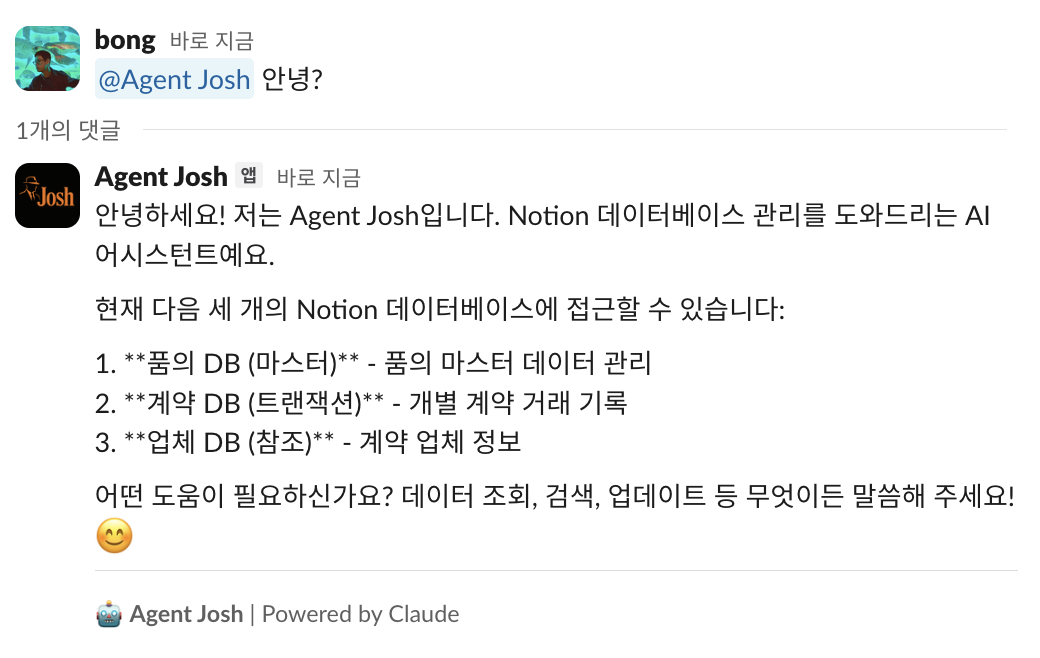 bong 바로 지금
@Agent Josh 안녕?
1개의 댓글
Josh
Agent Josh 앱 바로 지금
안녕하세요! 저는 Agent Josh입니다. Notion 데이터베이스 관리를 도와드리는 AI
어시스턴트예요.
현재 다음 세 개의 Notion 데이터베이스에 접근할 수 있습니다:
1. **품의 DB (마스터)** - 품의 마스터 데이터 관리
2. **계약 DB (트랜잭션)** - 개별 계약 거래 기록
3. **업체 DB (참조)** - 계약 업체 정보
어떤 도움이 필요하신가요? 데이터 조회, 검색, 업데이트 등 무엇이든 말씀해 주세요!
😊
🤖 Agent Josh | Powered by Claude